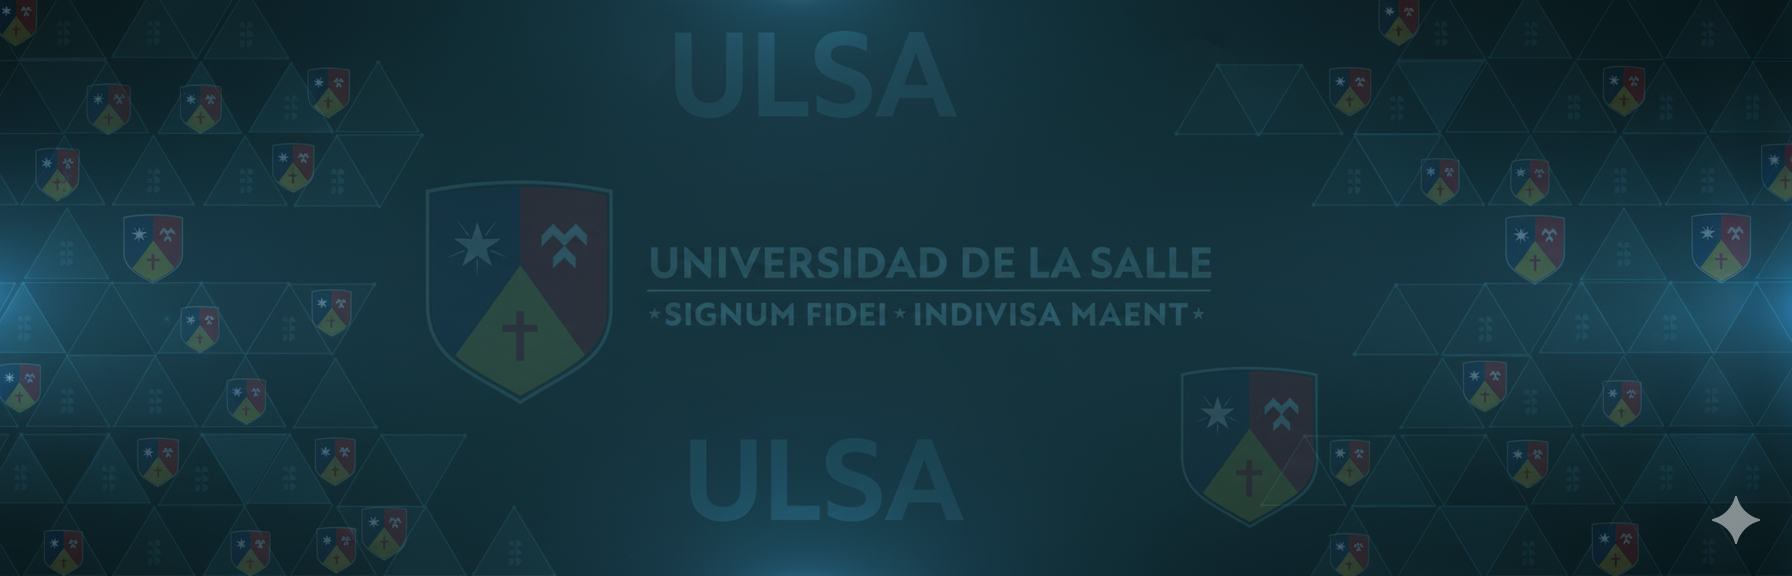 ULSA
UNIVERSIDAD DE LA SALLE
★SIGNUM FIDEI ★ INDIVISA MAENT★
ULSA